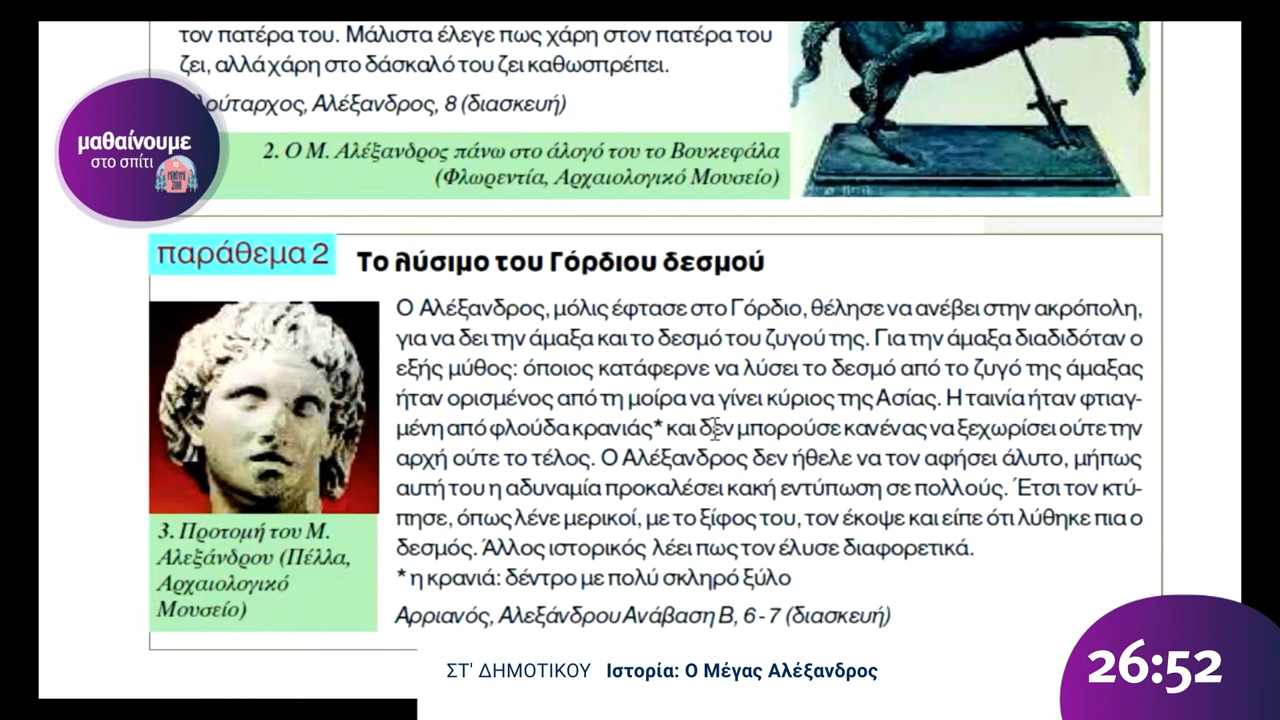 τον πατέρα του. Μάλιστα έλεγε πως χάρη στον πατέρα του
ζει, αλλά χάρη στο δάσκαλό του ζει καθωσπρέπει.
Αλέξανδρος, 8 (διασκευή)
μαθαίνουμε
στο σπίτι
2. Ο Μ. Αλέξανδρος πάνω στο άλογό του το Βουκεφάλα
(Φλωρεντία, Αρχαιολογικό Μουσείο)
παράθεμα 2
Το λύσιμο του Γόρδιου δεσμού
Ο Αλέξανδρος, μόλις έφτασε στο Γόρδιο, θέλησε να ανέβει στην ακρόπολη,
για να δει την άμαξα και το δεσμό του ζυγού της. Για την άμαξα διαδιδόταν ο
εξής μύθος: όποιος κατάφερνε να λύσει το δεσμό από το ζυγό της άμαξας
ήταν ορισμένος από τη μοίρα να γίνει κύριος της Ασίας. Η ταινία ήταν φτιαγ-
μένη από φλούδα κρανιάς* και δεν μπορούσε κανένας να ξεχωρίσει ούτε την
αρχή ούτε το τέλος. Ο Αλέξανδρος δεν ήθελε να τον αφήσει άλυτο, μήπως
αυτή του η αδυναμία προκαλέσει κακή εντύπωση σε πολλούς. Έτσι τον κτύ-
πησε, όπως λένε μερικοί, με το ξίφος του, τον έκοψε και είπε ότι λύθηκε πια ο
δεσμός. Άλλος ιστορικός λέει πως τον έλυσε διαφορετικά.
* η κρανιά: δέντρο με πολύ σκληρό ξύλο
Αρριανός, Αλεξάνδρου Ανάβαση Β, 6 - 7 (διασκευή)
3. Προτομή του Μ.
Αλεξάνδρου (Πέλλα,
Αρχαιολογικό
Μουσείο)
ΣΤ' ΔΗΜΟΤΙΚΟΥ Ιστορία: Ο Μέγας Αλέξανδρος
26:52